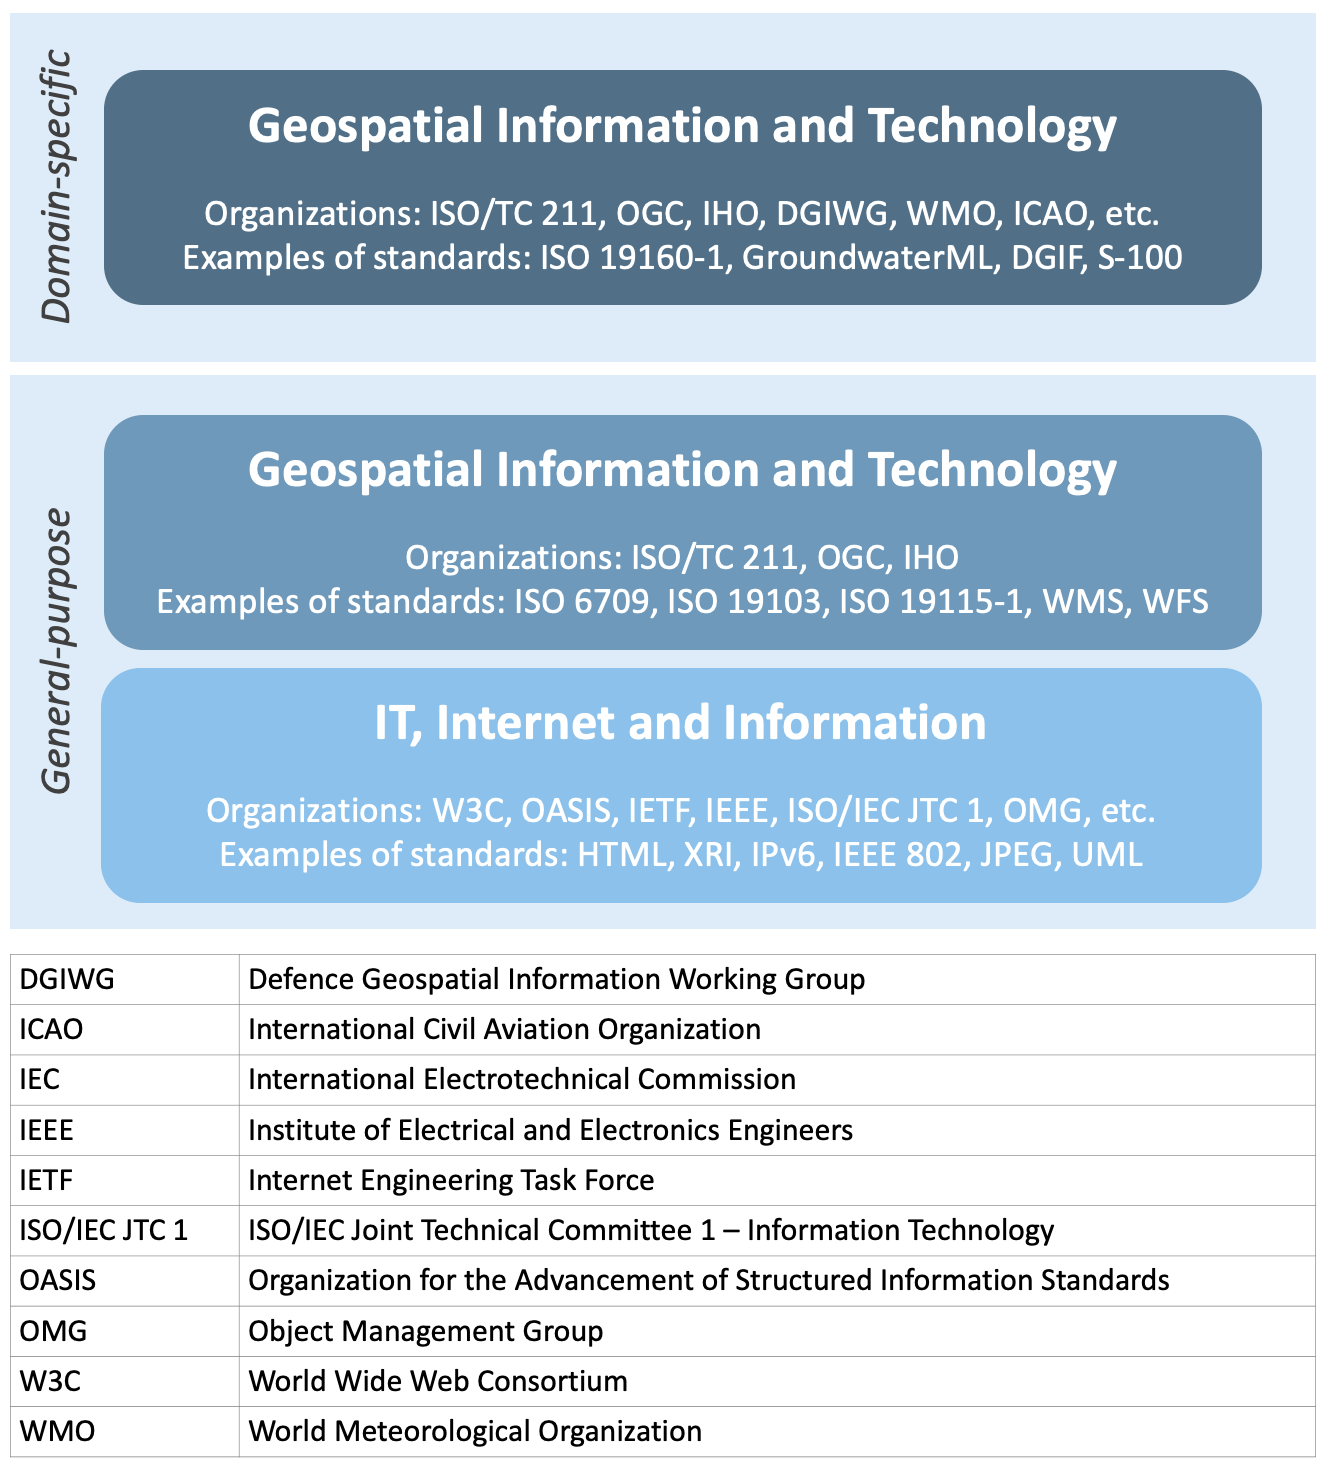 Domain-specific
Geospatial Information and Technology
Organizations: ISO/TC 211, OGC, IHO, DGIWG, WMO, ICAO, etc.
Examples of standards: ISO 19160-1, GroundwaterML, DGIF, S-100
General-purpose
Geospatial Information and Technology
Organizations: ISO/TC 211, OGC, IHO
Examples of standards: ISO 6709, ISO 19103, ISO 19115-1, WMS, WFS
IT, Internet and Information
Organizations: W3C, OASIS, IETF, IEEE, ISO/IEC JTC 1, OMG, etc.
Examples of standards: HTML, XRI, IPv6, IEEE 802, JPEG, UML
DGIWG Defence Geospatial Information Working Group
ICAO International Civil Aviation Organization
IEC International Electrotechnical Commission
IEEE Institute of Electrical and Electronics Engineers
IETF Internet Engineering Task Force
ISO/IEC JTC 1 ISO/IEC Joint Technical Committee 1 – Information Technology
OASIS Organization for the Advancement of Structured Information Standards
OMG Object Management Group
W3C World Wide Web Consortium
WMO World Meteorological Organization